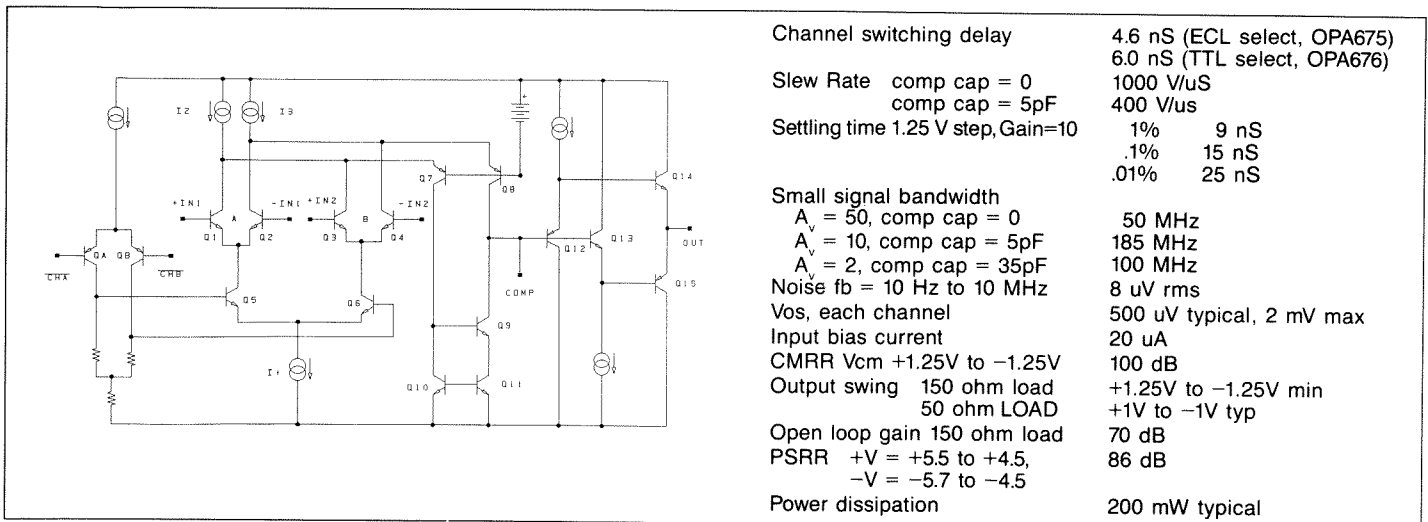 I2
I3
+
Q7
Q8
Q14
+IN1
A
-IN1
+IN2
B
-IN2
Q1
Q2
Q3
Q4
Q12
Q13
OUT
QA
QB
CHA
CHB
Q5
Q6
COMP
Q15
Q9
I1
Q10
Q11
Channel switching delay 4.6 nS (ECL select, OPA675)
6.0 nS (TTL select, OPA676)
Slew Rate comp cap = 0 1000 V/uS
comp cap = 5pF 400 V/us
Settling time 1.25 V step, Gain=10 1% 9 nS
.1% 15 nS
.01% 25 nS
Small signal bandwidth
Av = 50, comp cap = 0 50 MHz
Av = 10, comp cap = 5pF 185 MHz
Av = 2, comp cap = 35pF 100 MHz
Noise fb = 10 Hz to 10 MHz 8 uV rms
Vos, each channel 500 uV typical, 2 mV max
Input bias current 20 uA
CMRR Vcm +1.25V to −1.25V 100 dB
Output swing 150 ohm load +1.25V to −1.25V min
50 ohm LOAD +1V to −1V typ
Open loop gain 150 ohm load 70 dB
PSRR +V = +5.5 to +4.5, 86 dB
−V = −5.7 to −4.5
Power dissipation 200 mW typical